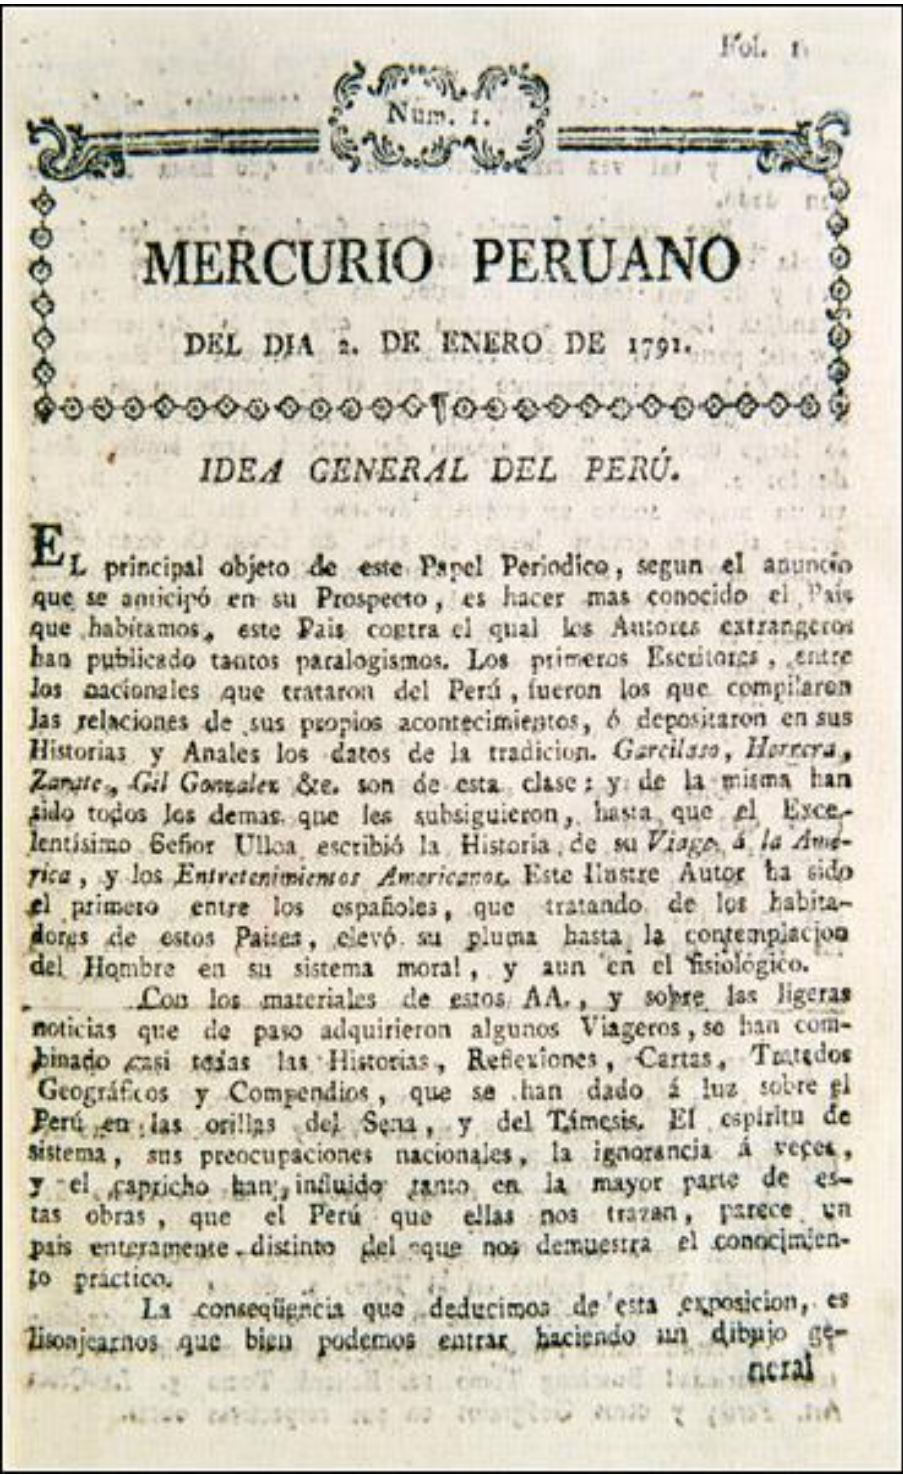 Fol. 1.
Núm. 1.
MERCURIO PERUANO
DEL DIA 2. DE ENERO DE 1791.
IDEA GENERAL DEL PERÚ.
EL principal objeto de este Papel Periodico, segun el anuncio
que se anticipó en su Prospecto, es hacer mas conocido el Pais
que habitamos, este Pais contra el qual los Autores extrangeros
han publicado tantos paralogismos. Los primeros Escritores, entre
los nacionales que trataron del Perú, fueron los que compilaron
las relaciones de sus propios acontecimientos, ó depositaron en sus
Historias y Anales los datos de la tradicion. Garcilaso, Herrera,
Zarate, Gil Gonzalez &c. son de esta clase; y de la misma han
sido todos los demas que les subsiguieron, hasta que el Exce-
lentísimo Señor Ulloa escribió la Historia de su Viage á la Amé-
rica, y los Entretenimientos Americanos. Este Ilustre Autor ha sido
el primero entre los españoles, que tratando de los habita-
dores de estos Paises, elevó su pluma hasta la contemplacion
del Hombre en su sistema moral, y aun en el fisiológico.
Con los materiales de estos AA., y sobre las ligeras
noticias que de paso adquirieron algunos Viageros, se han com-
binado casi todas las Historias, Reflexiones, Cartas, Tratados
Geográficos y Compendios, que se han dado á luz sobre el
Perú en las orillas del Sena, y del Támesis. El espíritu de
sistema, sus preocupaciones nacionales, la ignorancia á veces,
y el capricho han influido tanto en la mayor parte de es-
tas obras, que el Perú que ellas nos trazan, parece un
pais enteramente distinto del que nos demuestra el conocimien-
to práctico.
La conseqüencia que deducimos de esta exposicion, es
lisonjearnos que bien podemos entrar haciendo un dibujo ge-
neral